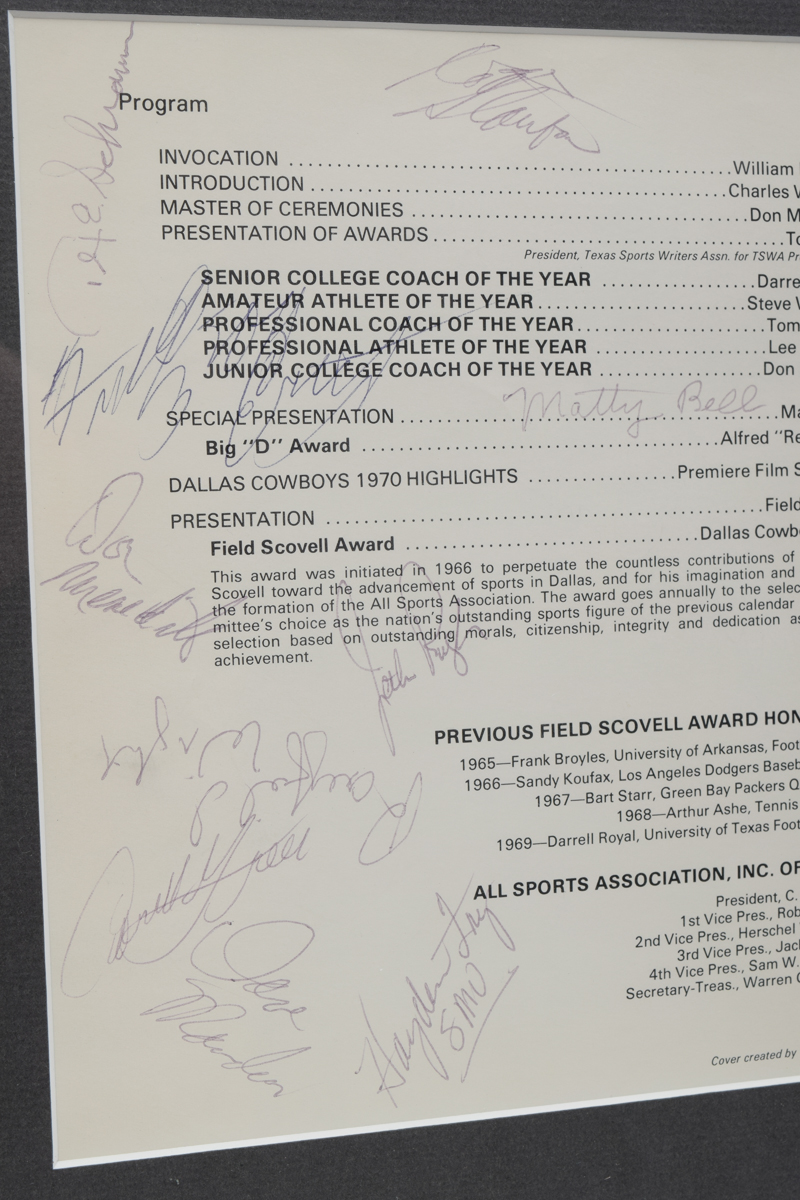 Program
INVOCATION ........ William
INTRODUCTION ........ Charles
MASTER OF CEREMONIES ........ Don M
PRESENTATION OF AWARDS ........ To
President, Texas Sports Writers Assn. for TSWA Pr
SENIOR COLLEGE COACH OF THE YEAR ........ Darre
AMATEUR ATHLETE OF THE YEAR ........ Steve
PROFESSIONAL COACH OF THE YEAR ........ Tom
PROFESSIONAL ATHLETE OF THE YEAR ........ Lee
JUNIOR COLLEGE COACH OF THE YEAR ........ Don
Matty Bell
SPECIAL PRESENTATION ........ Ma
Big "D" Award ........ Alfred "Re
DALLAS COWBOYS 1970 HIGHLIGHTS ........ Premiere Film S
PRESENTATION ........ Field
Field Scovell Award ........ Dallas Cowb
This award was initiated in 1966 to perpetuate the countless contributions of
Scovell toward the advancement of sports in Dallas, and for his imagination and
the formation of the All Sports Association. The award goes annually to the selec
mittee's choice as the nation's outstanding sports figure of the previous calendar
selection based on outstanding morals, citizenship, integrity and dedication as
achievement.
Don
Meredith
Rayfield
Wright
PREVIOUS FIELD SCOVELL AWARD HON
1965—Frank Broyles, University of Arkansas, Foot
1966—Sandy Koufax, Los Angeles Dodgers Baseb
1967—Bart Starr, Green Bay Packers Q
1968—Arthur Ashe, Tennis
1969—Darrell Royal, University of Texas Foot
ALL SPORTS ASSOCIATION, INC. OF
President, C.
1st Vice Pres., Rob
2nd Vice Pres., Herschel
3rd Vice Pres., Jac
4th Vice Pres., Sam W.
Secretary-Treas., Warren
Dave
Manders
Hayden Fry
SMU
Cover created by